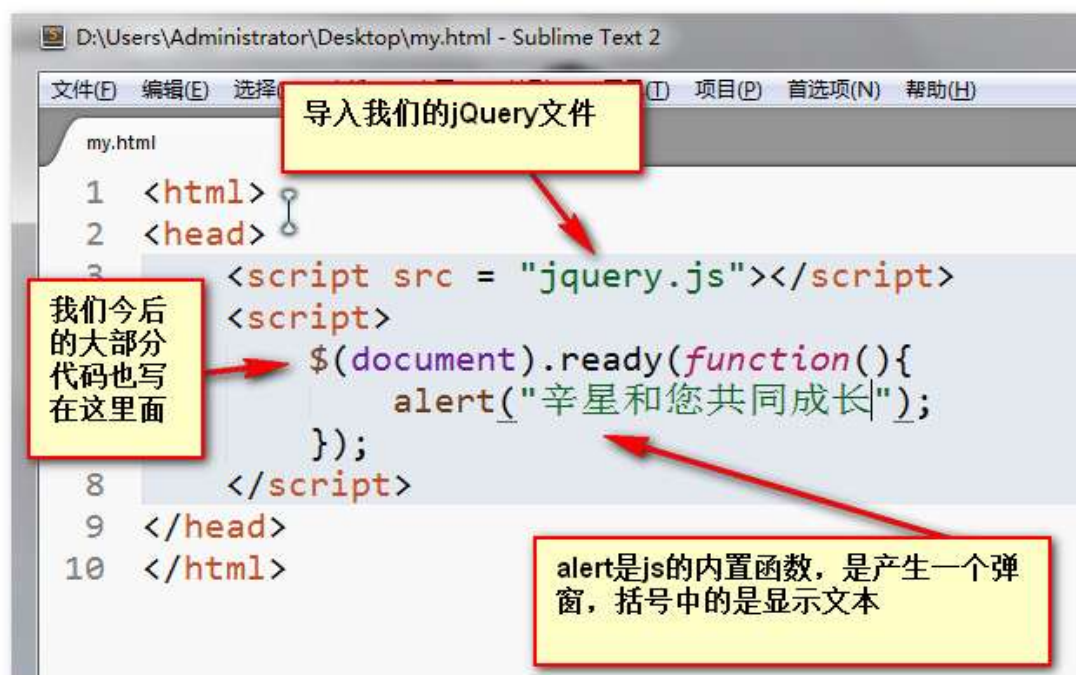 D:\Users\Administrator\Desktop\my.html - Sublime Text 2
文件(F) 编辑(E) 选择 (T) 项目(P) 首选项(N) 帮助(H)
导入我们的jQuery文件
my.html
1 <html>
2 <head>
3 <script src = "jquery.js"></script>
<script>
$(document).ready(function(){
alert("辛星和您共同成长");
});
8 </script>
9 </head>
10 </html>
我们今后
的大部分
代码也写
在这里面
alert是js的内置函数，是产生一个弹
窗，括号中的是显示文本